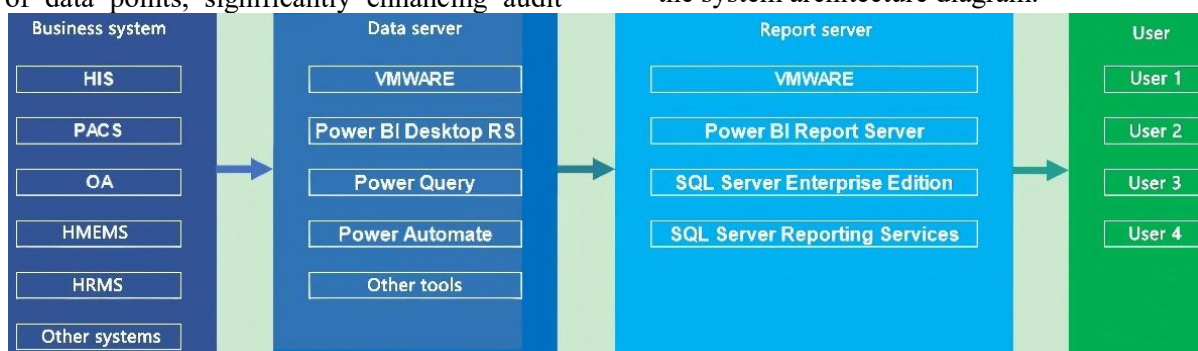 of data points, significantly enhancing audit
the system architecture diagram.
Business system
HIS
PACS
OA
HMEMS
HRMS
Other systems
Data server
VMWARE
Power BI Desktop RS
Power Query
Power Automate
Other tools
Report server
VMWARE
Power BI Report Server
SQL Server Enterprise Edition
SQL Server Reporting Services
User
User 1
User 2
User 3
User 4